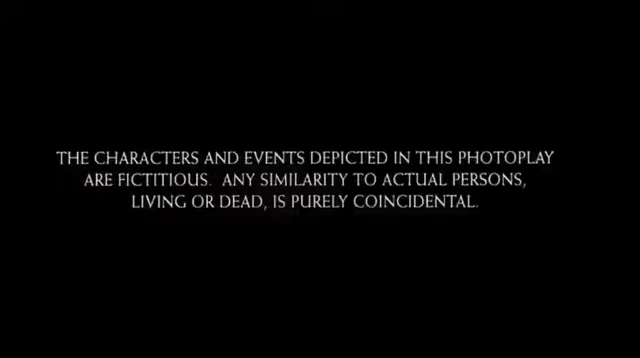 THE CHARACTERS AND EVENTS DEPICTED IN THIS PHOTOPLAY
ARE FICTITIOUS. ANY SIMILARITY TO ACTUAL PERSONS,
LIVING OR DEAD, IS PURELY COINCIDENTAL.